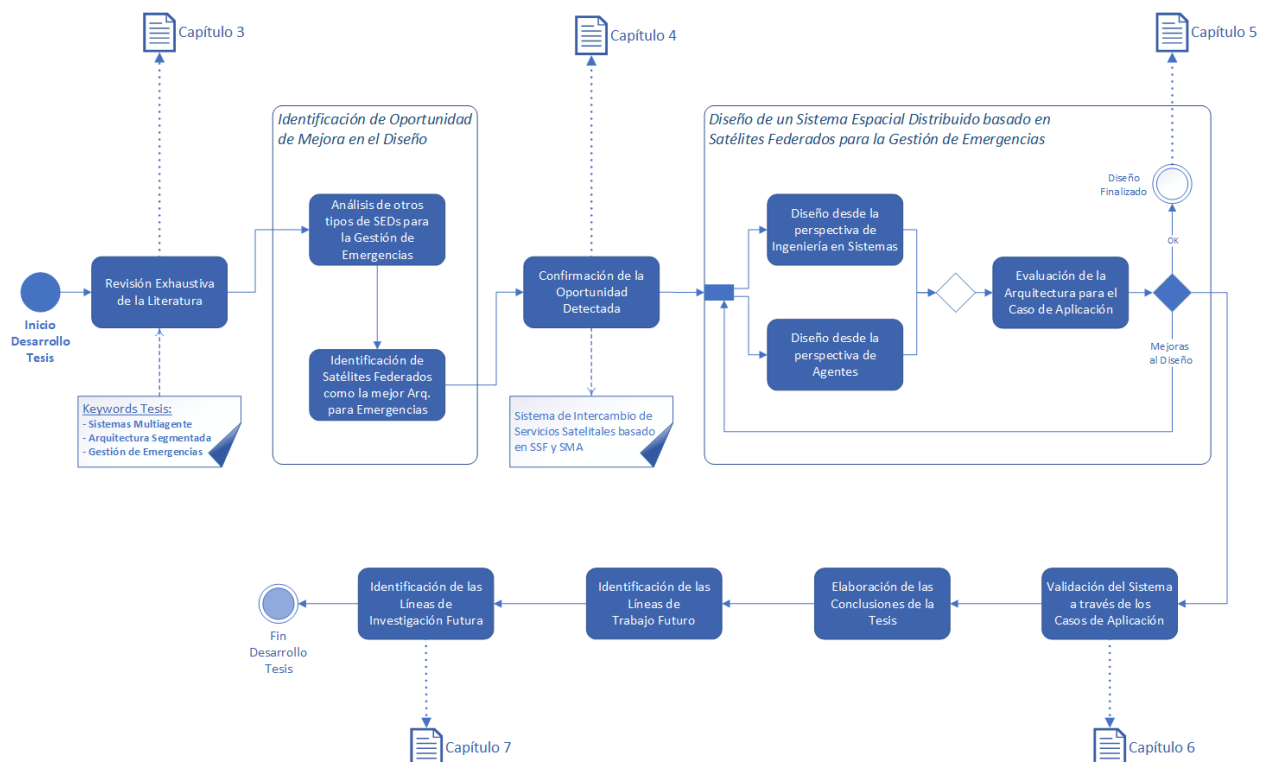 Capítulo 3
Capítulo 4
Capítulo 5
Identificación de Oportunidad
de Mejora en el Diseño
Diseño de un Sistema Espacial Distribuido basado en
Satélites Federados para la Gestión de Emergencias
Inicio
Desarrollo
Tesis
Revisión Exhaustiva
de la Literatura
Keywords Tesis:
- Sistemas Multiagente
- Arquitectura Segmentada
- Gestión de Emergencias
Análisis de otros
tipos de SEDs para
la Gestión de
Emergencias
Identificación de
Satélites Federados
como la mejor Arq.
para Emergencias
Confirmación de la
Oportunidad
Detectada
Sistema de Intercambio de
Servicios Satelitales basado
en SSF y SMA
Diseño desde la
perspectiva de
Ingeniería en Sistemas
Diseño desde la
perspectiva de
Agentes
Evaluación de la
Arquitectura para el
Caso de Aplicación
Diseño
Finalizado
OK
Mejoras
al Diseño
Validación del Sistema
a través de los
Casos de Aplicación
Elaboración de las
Conclusiones de la
Tesis
Identificación de las
Líneas de
Trabajo Futuro
Identificación de las
Líneas de
Investigación Futura
Fin
Desarrollo
Tesis
Capítulo 7
Capítulo 6